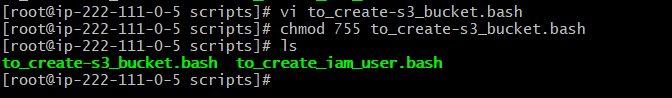 [root@ip-222-111-0-5 scripts]# vi to_create-s3_bucket.bash
[root@ip-222-111-0-5 scripts]# chmod 755 to_create-s3_bucket.bash
[root@ip-222-111-0-5 scripts]# ls
to_create-s3_bucket.bash  to_create_iam_user.bash
[root@ip-222-111-0-5 scripts]#